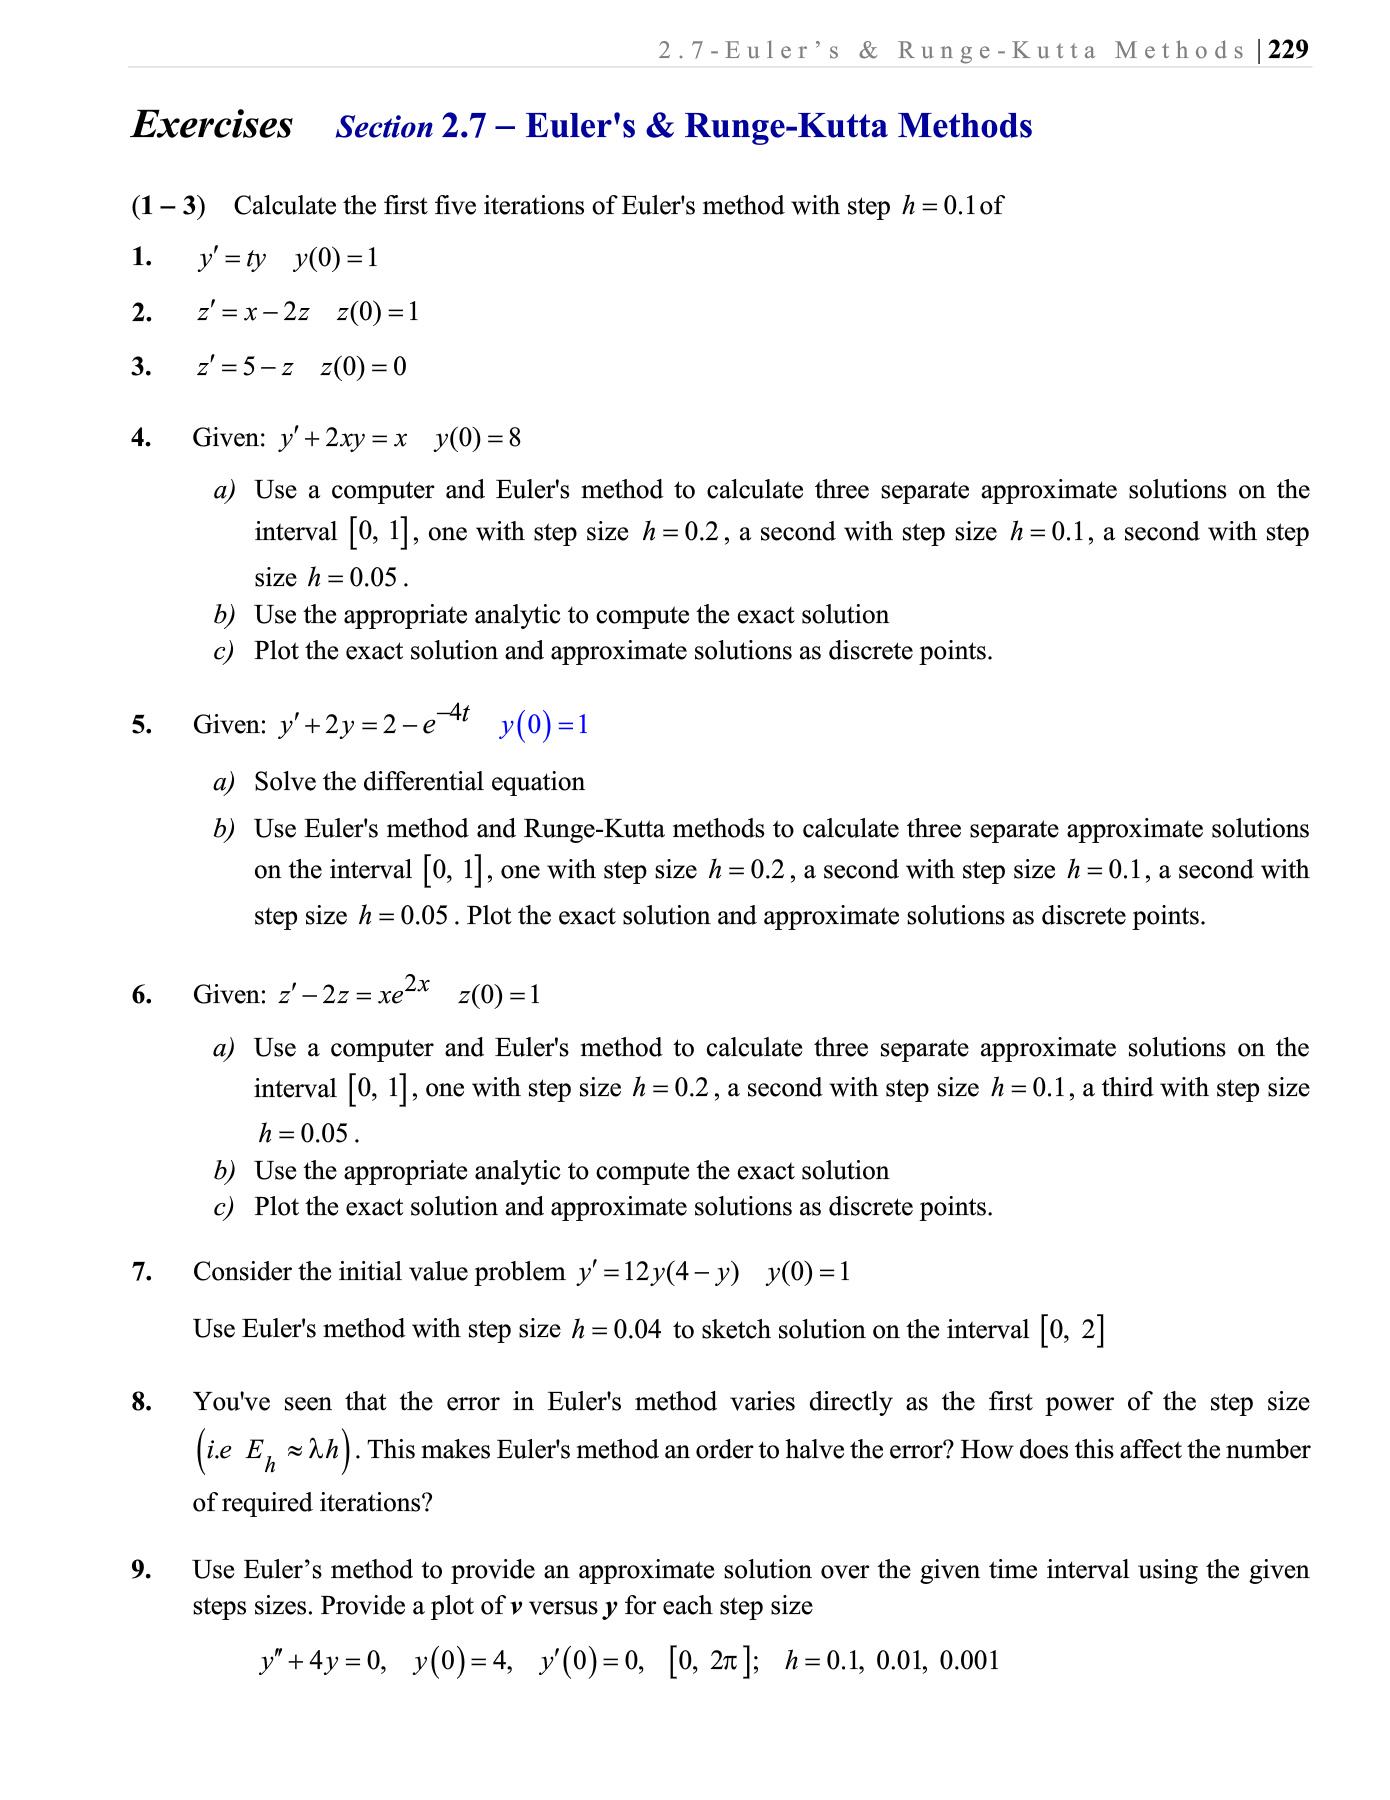 2.7-Euler’s & Runge-Kutta Methods |229
Exercises Section 2.7 – Euler's & Runge-Kutta Methods
(1 – 3) Calculate the first five iterations of Euler's method with step h = 0.1 of
1. y′ = ty y(0) = 1
2. z′ = x − 2z z(0) = 1
3. z′ = 5 − z z(0) = 0
4. Given: y′ + 2xy = x y(0) = 8
a) Use a computer and Euler's method to calculate three separate approximate solutions on the
interval [0, 1], one with step size h = 0.2, a second with step size h = 0.1, a second with step
size h = 0.05.
b) Use the appropriate analytic to compute the exact solution
c) Plot the exact solution and approximate solutions as discrete points.
5. Given: y′ + 2y = 2 − e^{−4t} y(0) = 1
a) Solve the differential equation
b) Use Euler's method and Runge-Kutta methods to calculate three separate approximate solutions
on the interval [0, 1], one with step size h = 0.2, a second with step size h = 0.1, a second with
step size h = 0.05. Plot the exact solution and approximate solutions as discrete points.
6. Given: z′ − 2z = xe^{2x} z(0) = 1
a) Use a computer and Euler's method to calculate three separate approximate solutions on the
interval [0, 1], one with step size h = 0.2, a second with step size h = 0.1, a third with step size
h = 0.05.
b) Use the appropriate analytic to compute the exact solution
c) Plot the exact solution and approximate solutions as discrete points.
7. Consider the initial value problem y′ = 12y(4 − y) y(0) = 1
Use Euler's method with step size h = 0.04 to sketch solution on the interval [0, 2]
8. You've seen that the error in Euler's method varies directly as the first power of the step size
(i.e E_h ≈ λh). This makes Euler's method an order to halve the error? How does this affect the number
of required iterations?
9. Use Euler’s method to provide an approximate solution over the given time interval using the given
steps sizes. Provide a plot of v versus y for each step size
y″ + 4y = 0, y(0) = 4, y′(0) = 0, [0, 2π]; h = 0.1, 0.01, 0.001